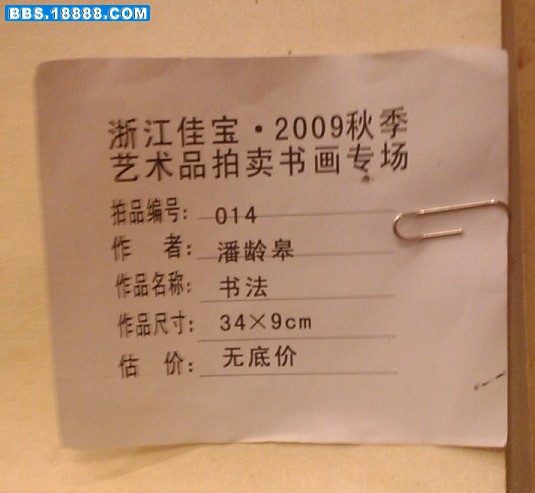 BBS.18888.COM
浙江佳宝·2009秋季
艺术品拍卖书画专场
拍品编号: 014
作 者: 潘龄皋
作品名称: 书法
作品尺寸: 34×9cm
估 价: 无底价